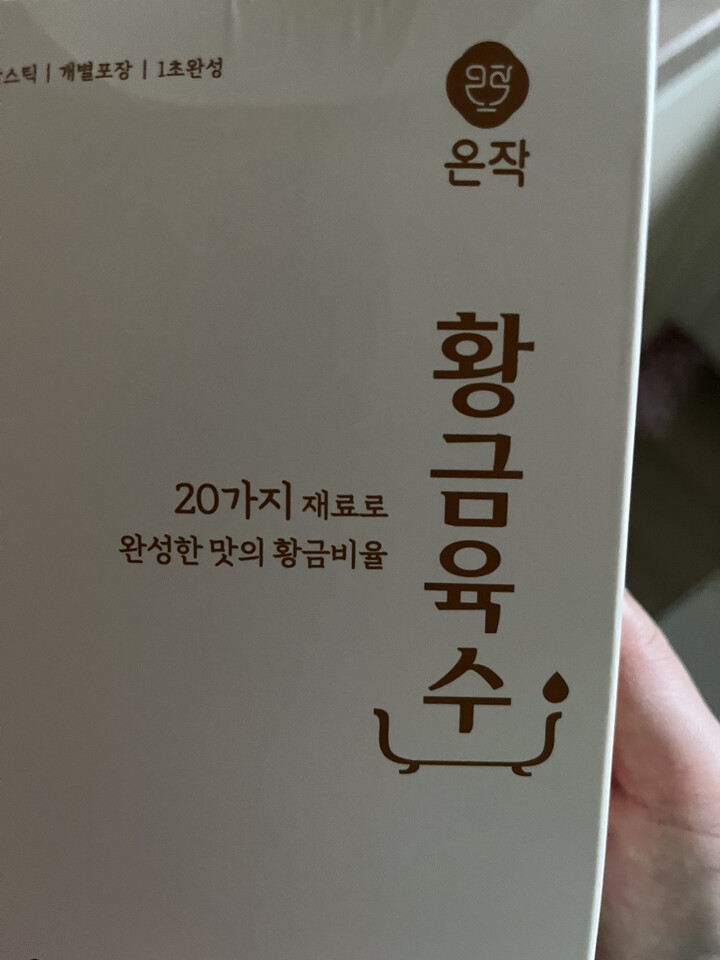 스틱 | 개별포장 | 1초완성
온작
황금육수
20가지 재료로
완성한 맛의 황금비율